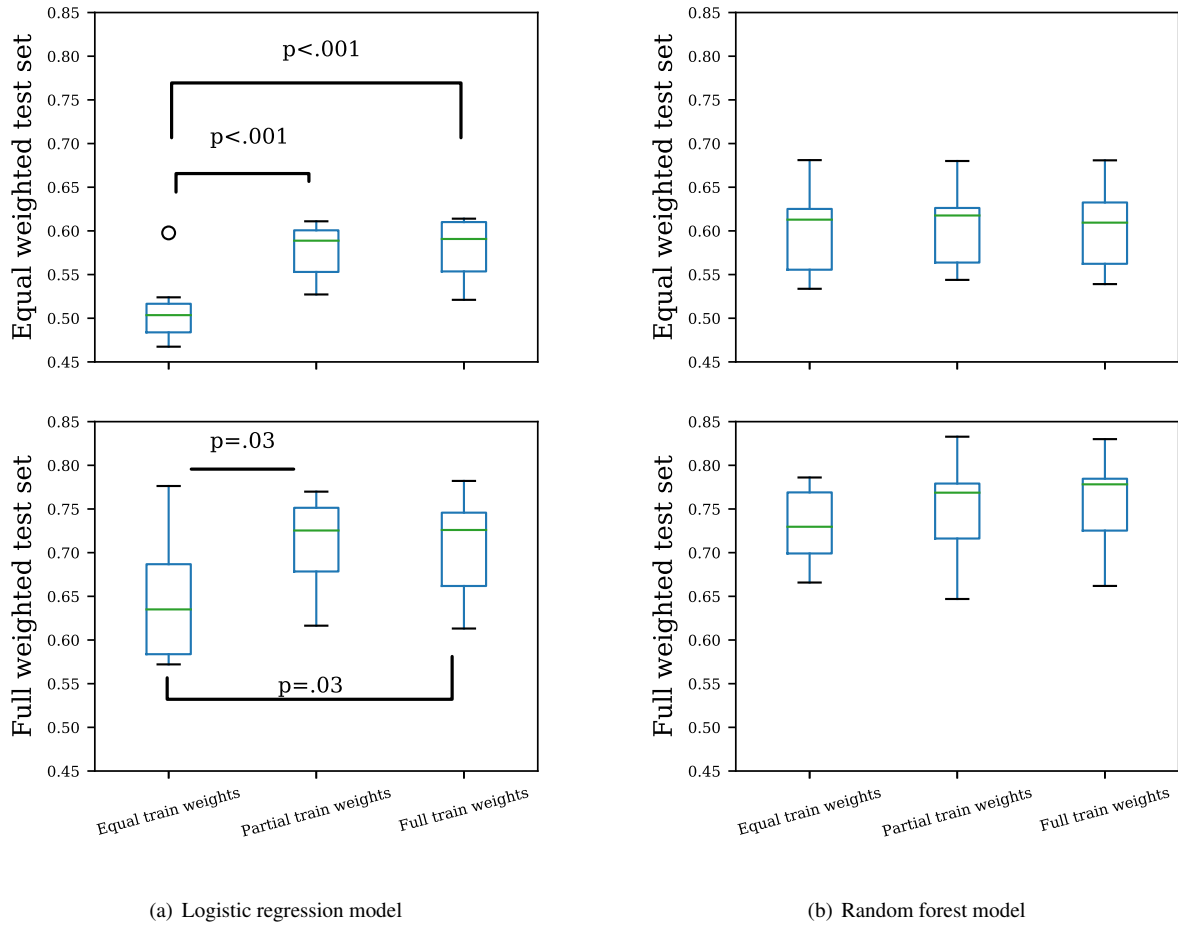 Equal weighted test set
0.85
0.80
0.75
0.70
0.65
0.60
0.55
0.50
0.45
p<.001
p<.001
Equal weighted test set
0.85
0.80
0.75
0.70
0.65
0.60
0.55
0.50
0.45
Full weighted test set
0.85
0.80
0.75
0.70
0.65
0.60
0.55
0.50
0.45
p=.03
p=.03
Equal train weights
Partial train weights
Full train weights
Full weighted test set
0.85
0.80
0.75
0.70
0.65
0.60
0.55
0.50
0.45
Equal train weights
Partial train weights
Full train weights
(a) Logistic regression model
(b) Random forest model